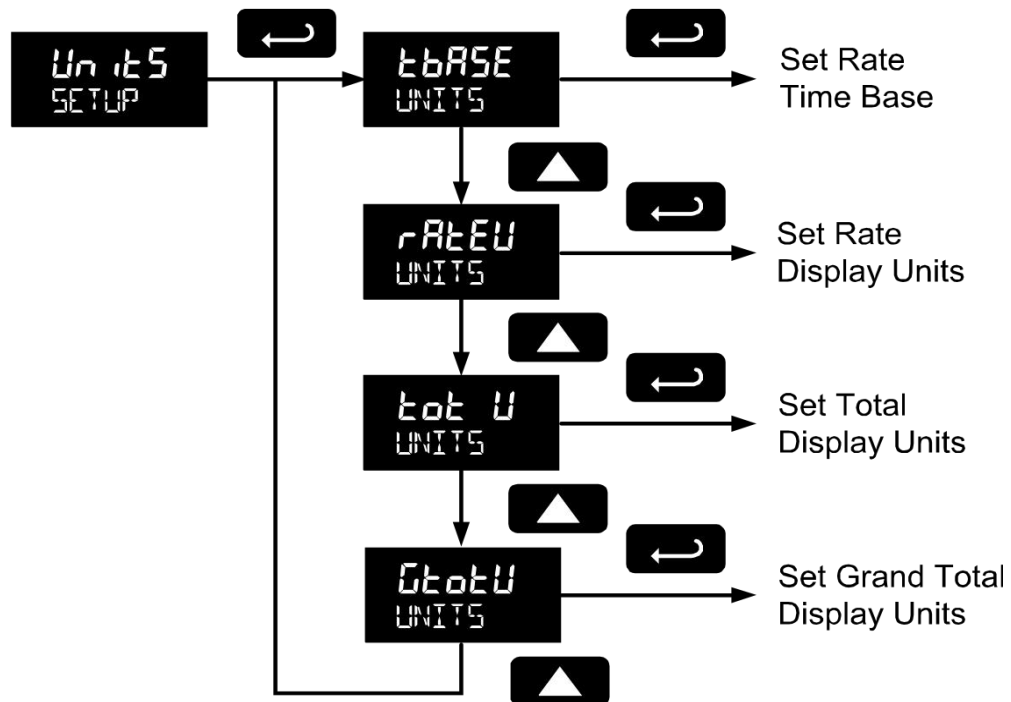 UnitS
SETUP
tbASE
UNITS
Set Rate
Time Base
rAtEU
UNITS
Set Rate
Display Units
tot U
UNITS
Set Total
Display Units
GtotU
UNITS
Set Grand Total
Display Units